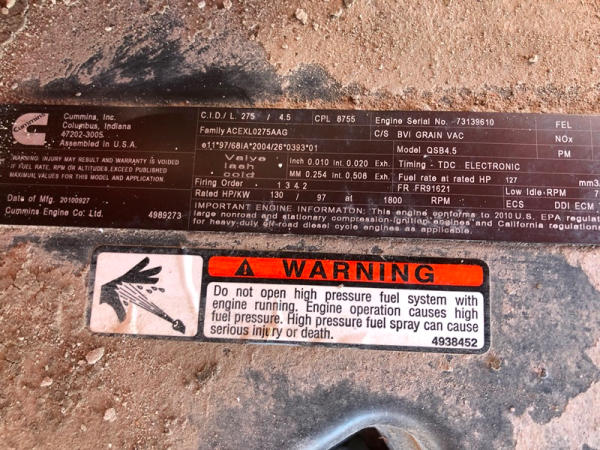 Cummins
Cummins, Inc.
Columbus, Indiana
47202-3005
Assembled in U.S.A.
WARNING: INJURY MAY RESULT AND WARRANTY IS VOIDED
IF FUEL RATE, RPM OR ALTITUDES EXCEED PUBLISHED
MAXIMUM VALUES FOR THIS MODEL AND APPLICATION.
Date of Mfg. 20100927
Cummins Engine Co. Ltd. 4989273
C.I.D./L. 275 / 4.5 CPL 8755 Engine Serial No. 73139610 FEL
Family ACEXL0275AAG C/S BVI GRAIN VAC NOx
e11*97/68IA*2004/26*0393*01 Model QSB4.5 PM
Valve lash cold Inch 0.010 Int. 0.020 Exh. Timing - TDC ELECTRONIC
MM 0.254 Int. 0.508 Exh. Fuel rate at rated HP 127 mm3
Firing Order 1 3 4 2 FR FR91621
Rated HP/KW 130 / 97 at 1800 RPM Low Idle-RPM 7
ECS DDI ECM T
IMPORTANT ENGINE INFORMATON: This engine conforms to 2010 U.S. EPA regulat
large nonroad and stationary compression-ignition engines and California regulations
for heavy-duty off-road diesel cycle engines as applicable.
WARNING
Do not open high pressure fuel system with
engine running. Engine operation causes high
fuel pressure. High pressure fuel spray can cause
serious injury or death.
4938452